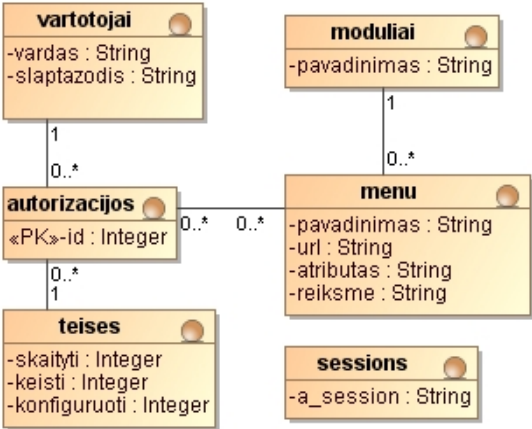 vartotojai
-vardas : String
-slaptazodis : String
moduliai
-pavadinimas : String
1
0..*
1
0..*
autorizacijos
«PK»-id : Integer
0..*
0..*
menu
-pavadinimas : String
-url : String
-atributas : String
-reiksme : String
0..*
1
teises
-skaityti : Integer
-keisti : Integer
-konfiguruoti : Integer
sessions
-a_session : String